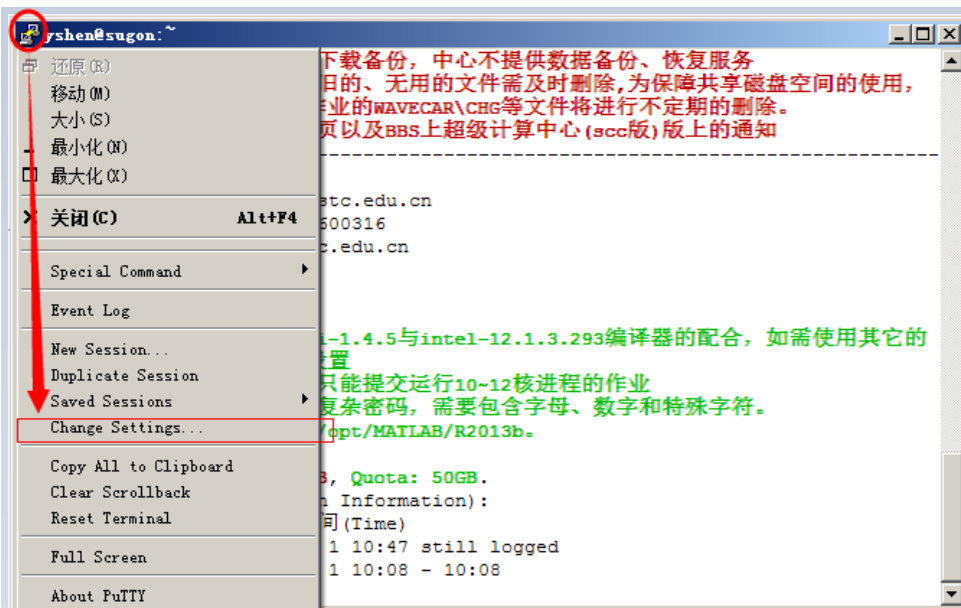 yshen@sugon:~
还原(R)
移动(M)
大小(S)
最小化(N)
最大化(X)
关闭(C) Alt+F4
Special Command
Event Log
New Session...
Duplicate Session
Saved Sessions
Change Settings...
Copy All to Clipboard
Clear Scrollback
Reset Terminal
Full Screen
About PuTTY
下载备份，中心不提供数据备份、恢复服务
旧的、无用的文件需及时删除,为保障共享磁盘空间的使用，
业的WAVECAR\CHG等文件将进行不定期的删除。
页以及BBS上超级计算中心(scc版)版上的通知
--------------------------------------------------------
stc.edu.cn
600316
c.edu.cn
i-1.4.5与intel-12.1.3.293编译器的配合，如需使用其它的
置
只能提交运行10~12核进程的作业
复杂密码，需要包含字母、数字和特殊字符。
/opt/MATLAB/R2013b。
B, Quota: 50GB.
n Information):
间(Time)
1 10:47 still logged
1 10:08 - 10:08